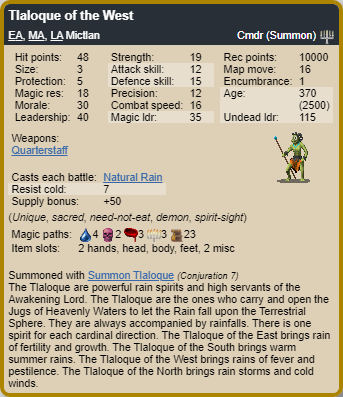 Tlaloque of the West
EA, MA, LA Mictlan Cmdr (Summon)
Hit points: 48 Strength: 19 Rec points: 10000
Size: 3 Attack skill: 12 Map move: 16
Protection: 5 Defence skill: 15 Encumbrance: 1
Magic res: 18 Precision: 12 Age: 370
Morale: 30 Combat speed: 16 (2500)
Leadership: 40 Magic ldr: 35 Undead ldr: 115
Weapons:
Quarterstaff
Casts each battle: Natural Rain
Resist cold: 7
Supply bonus: +50
(Unique, sacred, need-not-eat, demon, spirit-sight)
Magic paths: 4 2 3 3 23
Item slots: 2 hands, head, body, feet, 2 misc
Summoned with Summon Tlaloque (Conjuration 7)
The Tlaloque are powerful rain spirits and high servants of the
Awakening Lord. The Tlaloque are the ones who carry and open the
Jugs of Heavenly Waters to let the Rain fall upon the Terrestrial
Sphere. They are always accompanied by rainfalls. There is one
spirit for each cardinal direction. The Tlaloque of the East brings rain
of fertility and growth. The Tlaloque of the South brings warm
summer rains. The Tlaloque of the West brings rains of fever and
pestilence. The Tlaloque of the North brings rain storms and cold
winds.